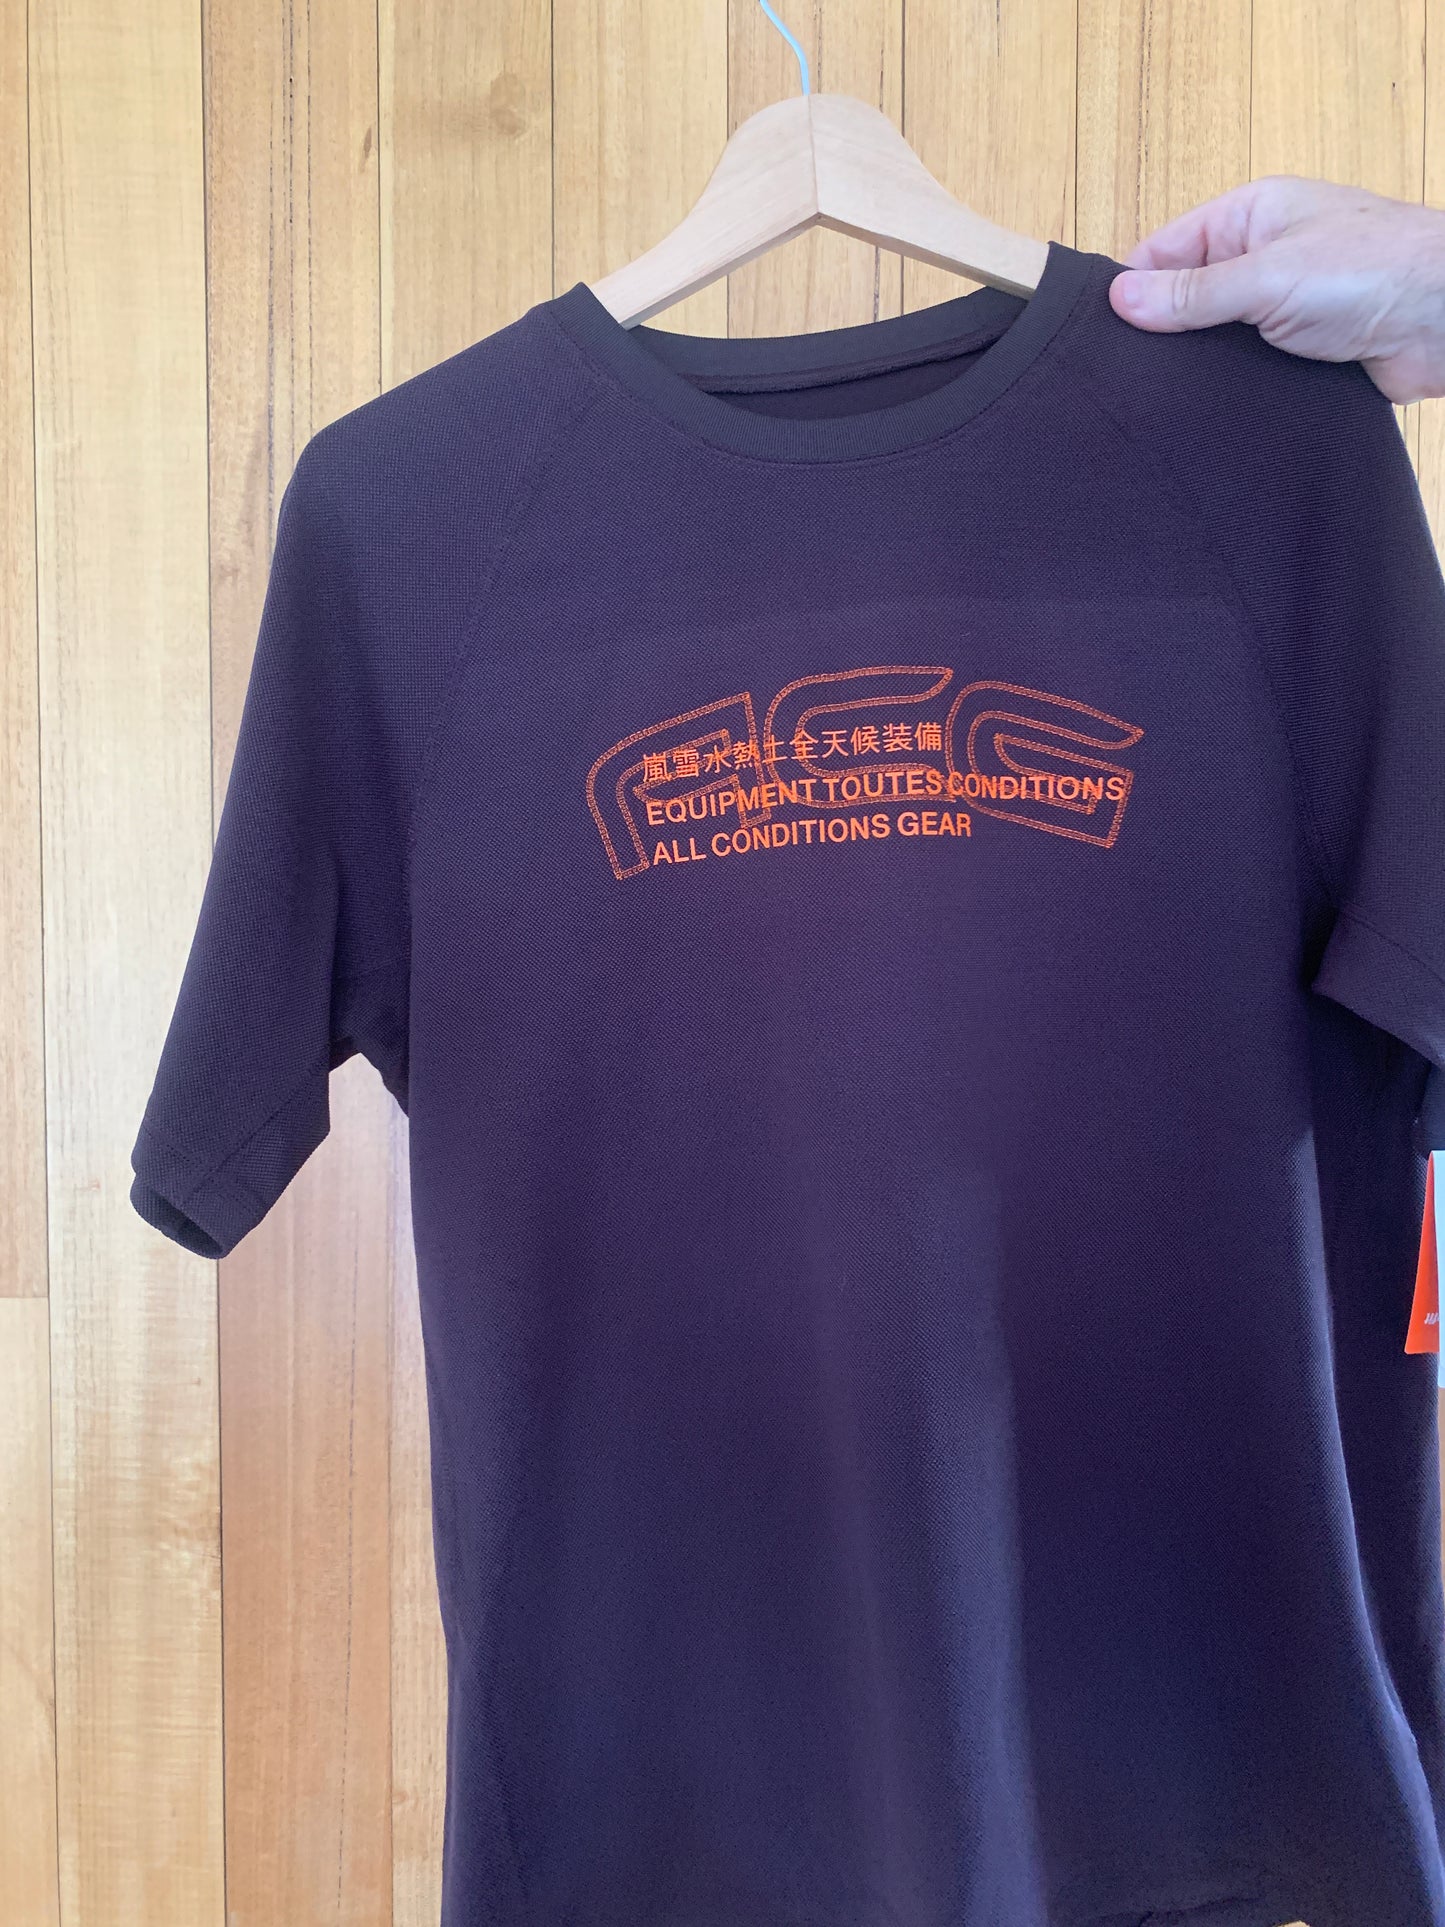 ACG
嵐雪水熱土全天候装備
EQUIPMENT TOUTES CONDITIONS
ALL CONDITIONS GEAR